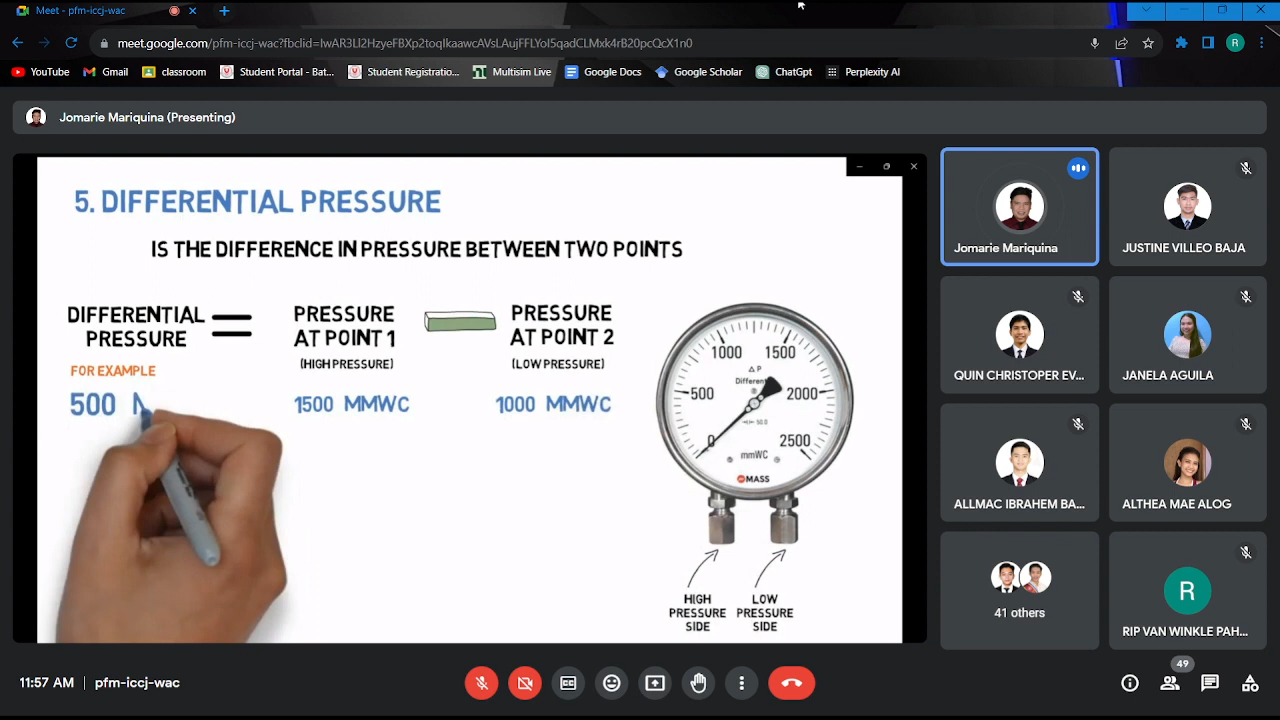 Meet - pfm-iccj-wac
meet.google.com/pfm-iccj-wac?fbclid=IwAR3Ll2HzyeFBXp2toqIkaawcAVsLAujFFLYoI5qadCLMxk4rB20pcQcX1n0
R
YouTube
Gmail
classroom
Student Portal - Bat...
Student Registratio...
Multisim Live
Google Docs
Google Scholar
ChatGpt
Perplexity AI
Jomarie Mariquina (Presenting)
5. DIFFERENTIAL PRESSURE
IS THE DIFFERENCE IN PRESSURE BETWEEN TWO POINTS
DIFFERENTIAL PRESSURE AT POINT 1 PRESSURE AT POINT 2
PRESSURE
(HIGH PRESSURE) (LOW PRESSURE)
FOR EXAMPLE
500 1500 MMWC 1000 MMWC
1000 1500
Δ P
Different
500 2000
50.0
0 2500
mmWC
MASS
HIGH PRESSURE SIDE
LOW PRESSURE SIDE
Jomarie Mariquina
JUSTINE VILLEO BAJA
QUIN CHRISTOPER EV...
JANELA AGUILA
ALLMAC IBRAHEM BA...
ALTHEA MAE ALOG
41 others
R
RIP VAN WINKLE PAH...
11:57 AM | pfm-iccj-wac
49